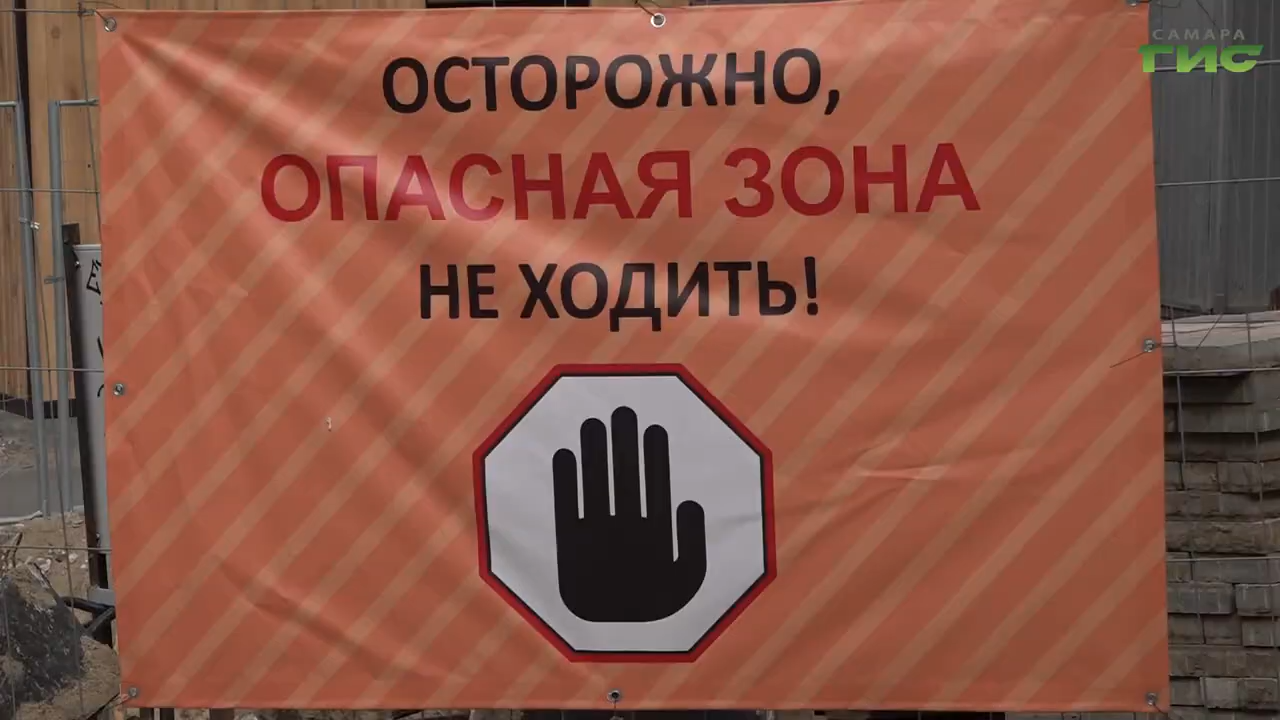 САМАРА
ГИС
ОСТОРОЖНО,
ОПАСНАЯ ЗОНА
НЕ ХОДИТЬ!